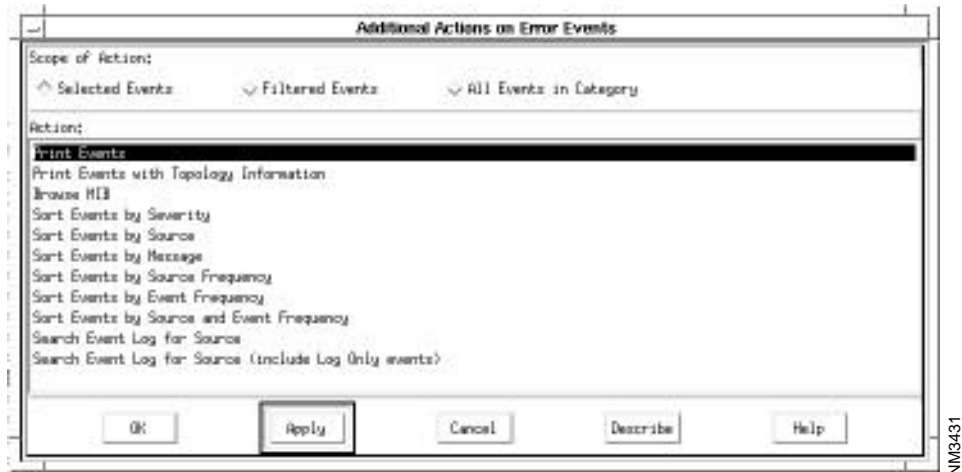 Additional Actions on Error Events
Scope of Action:
Selected Events Filtered Events All Events in Category
Action:
Print Events
Print Events with Topology Information
Browse MIB
Sort Events by Severity
Sort Events by Source
Sort Events by Message
Sort Events by Source Frequency
Sort Events by Event Frequency
Sort Events by Source and Event Frequency
Search Event Log for Source
Search Event Log for Source (include Log Only events)
OK Apply Cancel Describe Help
NM3431